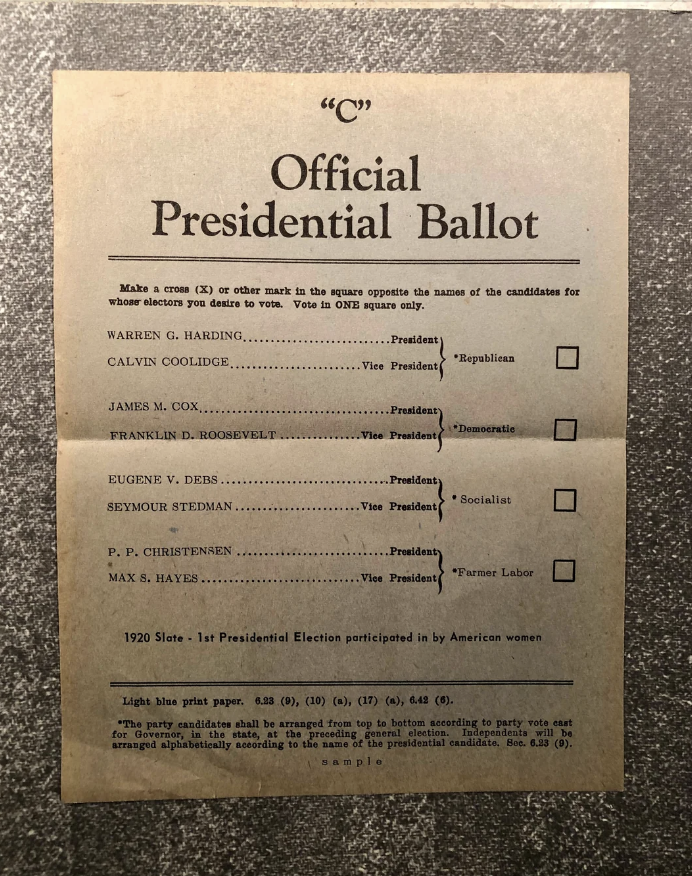 “C”
Official
Presidential Ballot
Make a cross (X) or other mark in the square opposite the names of the candidates for
whose electors you desire to vote. Vote in ONE square only.
WARREN G. HARDING........................President
CALVIN COOLIDGE.....................Vice President
*Republican
JAMES M. COX...............................President
FRANKLIN D. ROOSEVELT .............Vice President
*Democratic
EUGENE V. DEBS ...........................President
SEYMOUR STEDMAN ....................Vice President
* Socialist
P. P. CHRISTENSEN ........................President
MAX S. HAYES .........................Vice President
*Farmer Labor
1920 Slate - 1st Presidential Election participated in by American women
Light blue print paper. 6.23 (9), (10) (a), (17) (a), 6.42 (6).
*The party candidates shall be arranged from top to bottom according to party vote cast
for Governor, in the state, at the preceding general election. Independents will be
arranged alphabetically according to the name of the presidential candidate. Sec. 6.23 (9).
sample